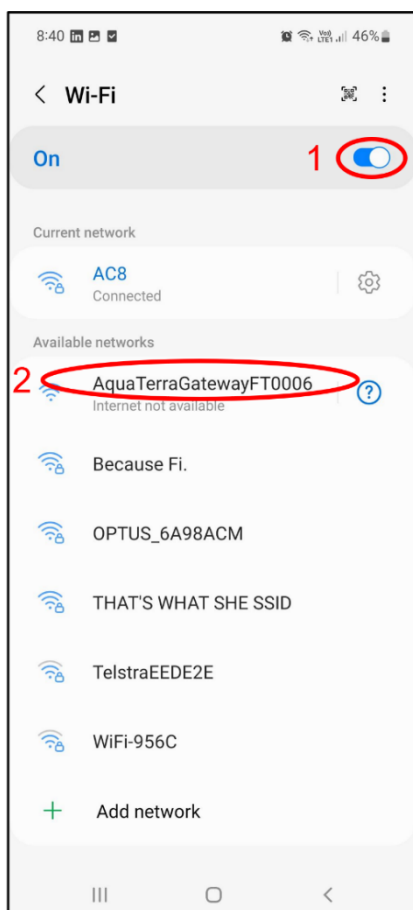 8:40 in 46%
Wi-Fi
On 1
Current network
AC8
Connected
Available networks
2 AquaTerraGatewayFT0006 ?
Internet not available
Because Fi.
OPTUS_6A98ACM
THAT'S WHAT SHE SSID
TelstraEEDE2E
WiFi-956C
+ Add network